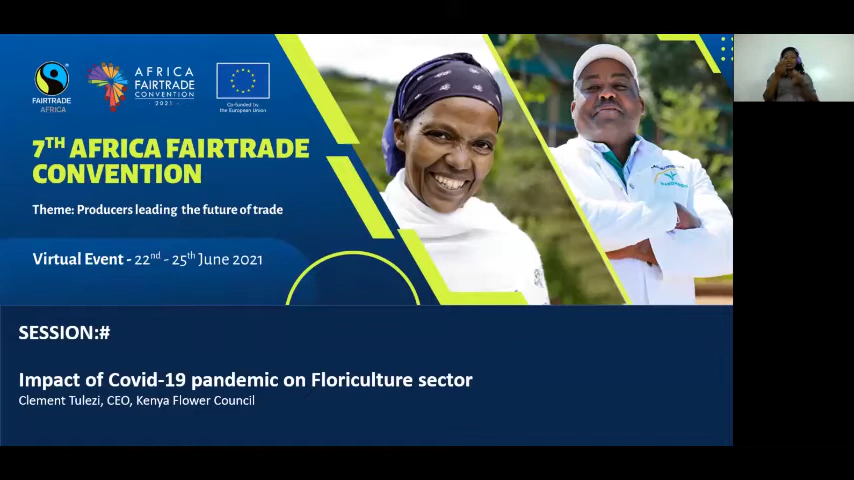 FAIRTRADE
AFRICA
AFRICA
FAIRTRADE
CONVENTION
2021
Co-funded by
the European Union
7TH AFRICA FAIRTRADE
CONVENTION
Theme: Producers leading the future of trade
Virtual Event - 22nd - 25th June 2021
SESSION:#
Impact of Covid-19 pandemic on Floriculture sector
Clement Tulezi, CEO, Kenya Flower Council